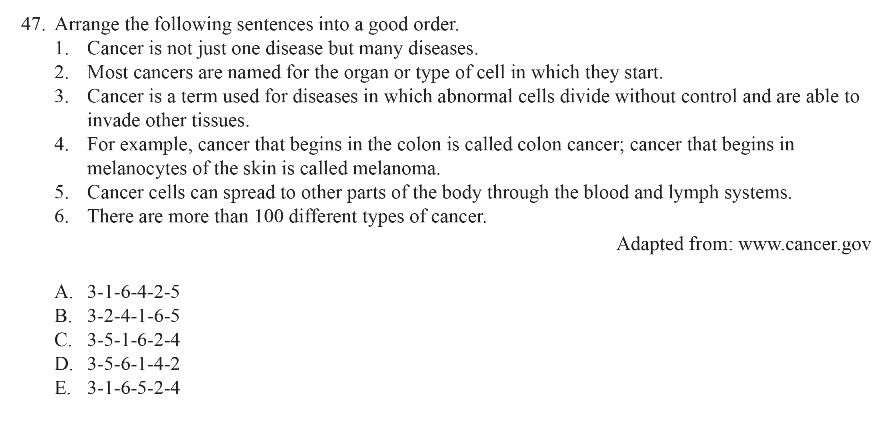 47. Arrange the following sentences into a good order.
1. Cancer is not just one disease but many diseases.
2. Most cancers are named for the organ or type of cell in which they start.
3. Cancer is a term used for diseases in which abnormal cells divide without control and are able to
invade other tissues.
4. For example, cancer that begins in the colon is called colon cancer; cancer that begins in
melanocytes of the skin is called melanoma.
5. Cancer cells can spread to other parts of the body through the blood and lymph systems.
6. There are more than 100 different types of cancer.
Adapted from: www.cancer.gov
A. 3-1-6-4-2-5
B. 3-2-4-1-6-5
C. 3-5-1-6-2-4
D. 3-5-6-1-4-2
E. 3-1-6-5-2-4